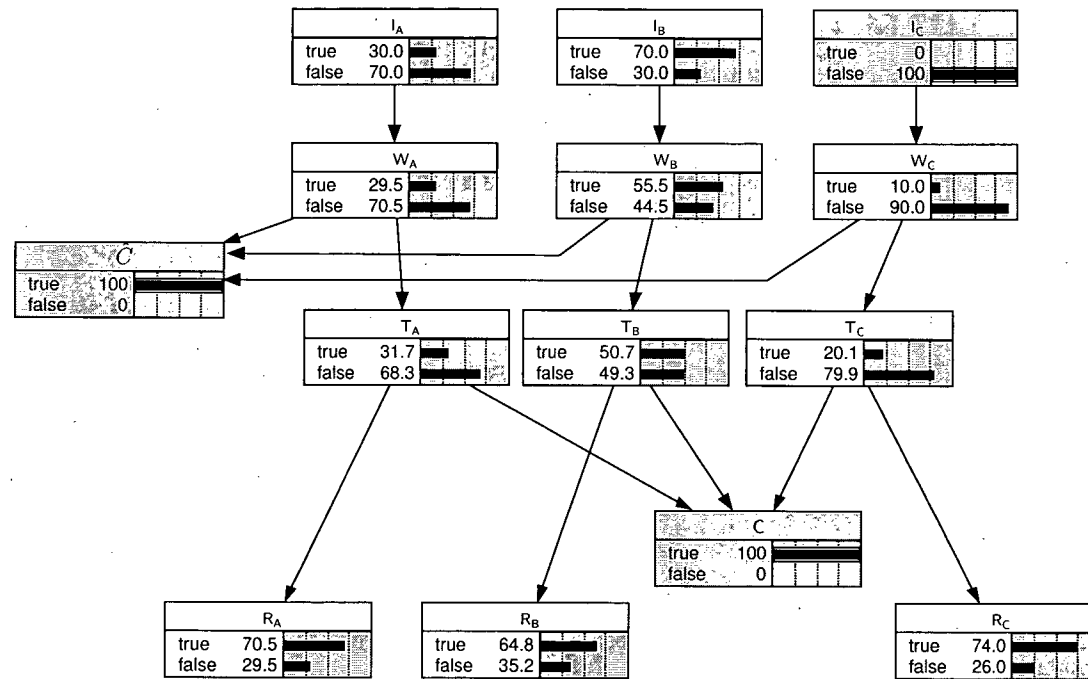 I_A
true 30.0
false 70.0
I_B
true 70.0
false 30.0
I_C
true 0
false 100
W_A
true 29.5
false 70.5
W_B
true 55.5
false 44.5
W_C
true 10.0
false 90.0
Ĉ
true 100
false 0
T_A
true 31.7
false 68.3
T_B
true 50.7
false 49.3
T_C
true 20.1
false 79.9
C
true 100
false 0
R_A
true 70.5
false 29.5
R_B
true 64.8
false 35.2
R_C
true 74.0
false 26.0